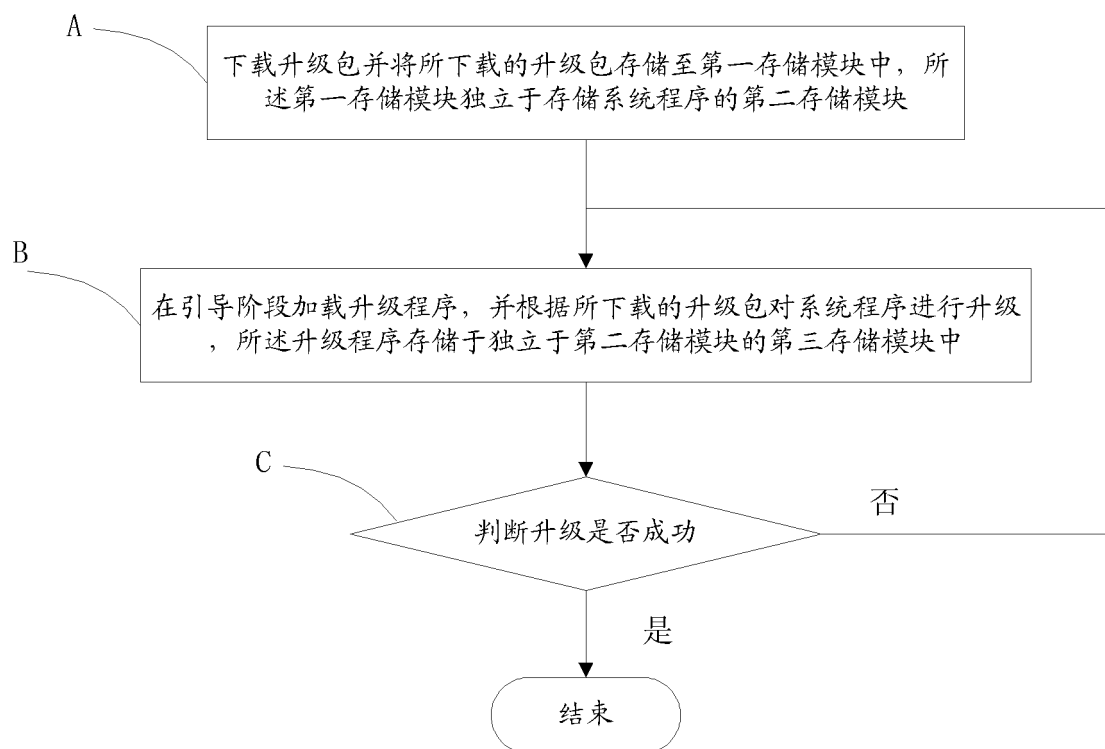 A
下载升级包并将所下载的升级包存储至第一存储模块中，所
述第一存储模块独立于存储系统程序的第二存储模块
B
在引导阶段加载升级程序，并根据所下载的升级包对系统程序进行升级
，所述升级程序存储于独立于第二存储模块的第三存储模块中
C
判断升级是否成功
否
是
结束